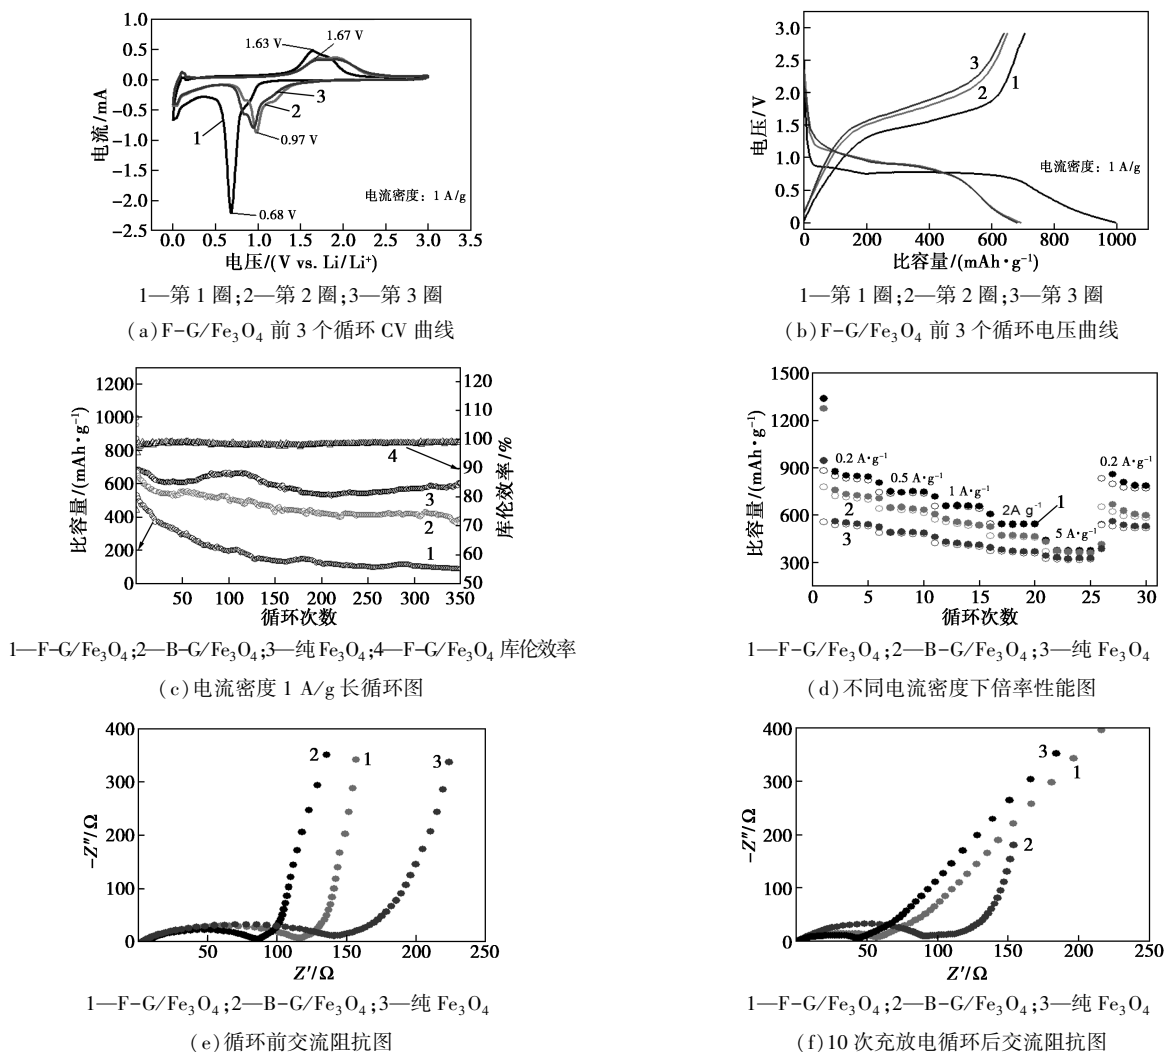 1.0
0.5
0.0
-0.5
-1.0
-1.5
-2.0
-2.5
电流/mA
1.63 V
1.67 V
3
2
1
0.97 V
0.68 V
电流密度：1 A/g
0.0 0.5 1.0 1.5 2.0 2.5 3.0 3.5
电压/(V vs. Li/Li⁺)
1—第 1 圈;2—第 2 圈;3—第 3 圈
(a)F-G/Fe₃O₄ 前 3 个循环 CV 曲线
3.0
2.5
2.0
1.5
1.0
0.5
0
电压/V
3
2
1
电流密度：1 A/g
0 200 400 600 800 1000
比容量/(mAh·g⁻¹)
1—第 1 圈;2—第 2 圈;3—第 3 圈
(b)F-G/Fe₃O₄ 前 3 个循环电压曲线
1200
1000
800
600
400
200
0
比容量/(mAh·g⁻¹)
4
3
2
1
120
110
100
90
80
70
60
50
库伦效率/%
50 100 150 200 250 300 350
循环次数
1—F-G/Fe₃O₄;2—B-G/Fe₃O₄;3—纯 Fe₃O₄;4—F-G/Fe₃O₄ 库伦效率
(c)电流密度 1 A/g 长循环图
1500
1200
900
600
300
比容量/(mAh·g⁻¹)
0.2 A·g⁻¹
0.5 A·g⁻¹
1 A·g⁻¹
2A g⁻¹
5 A·g⁻¹
0.2 A·g⁻¹
1
2
3
0 5 10 15 20 25 30
循环次数
1—F-G/Fe₃O₄;2—B-G/Fe₃O₄;3—纯 Fe₃O₄
(d)不同电流密度下倍率性能图
400
300
200
100
0
-Z″/Ω
2
1
3
50 100 150 200 250
Z′/Ω
1—F-G/Fe₃O₄;2—B-G/Fe₃O₄;3—纯 Fe₃O₄
(e)循环前交流阻抗图
400
300
200
100
0
-Z″/Ω
3
1
2
0 50 100 150 200 250
Z′/Ω
1—F-G/Fe₃O₄;2—B-G/Fe₃O₄;3—纯 Fe₃O₄
(f)10 次充放电循环后交流阻抗图